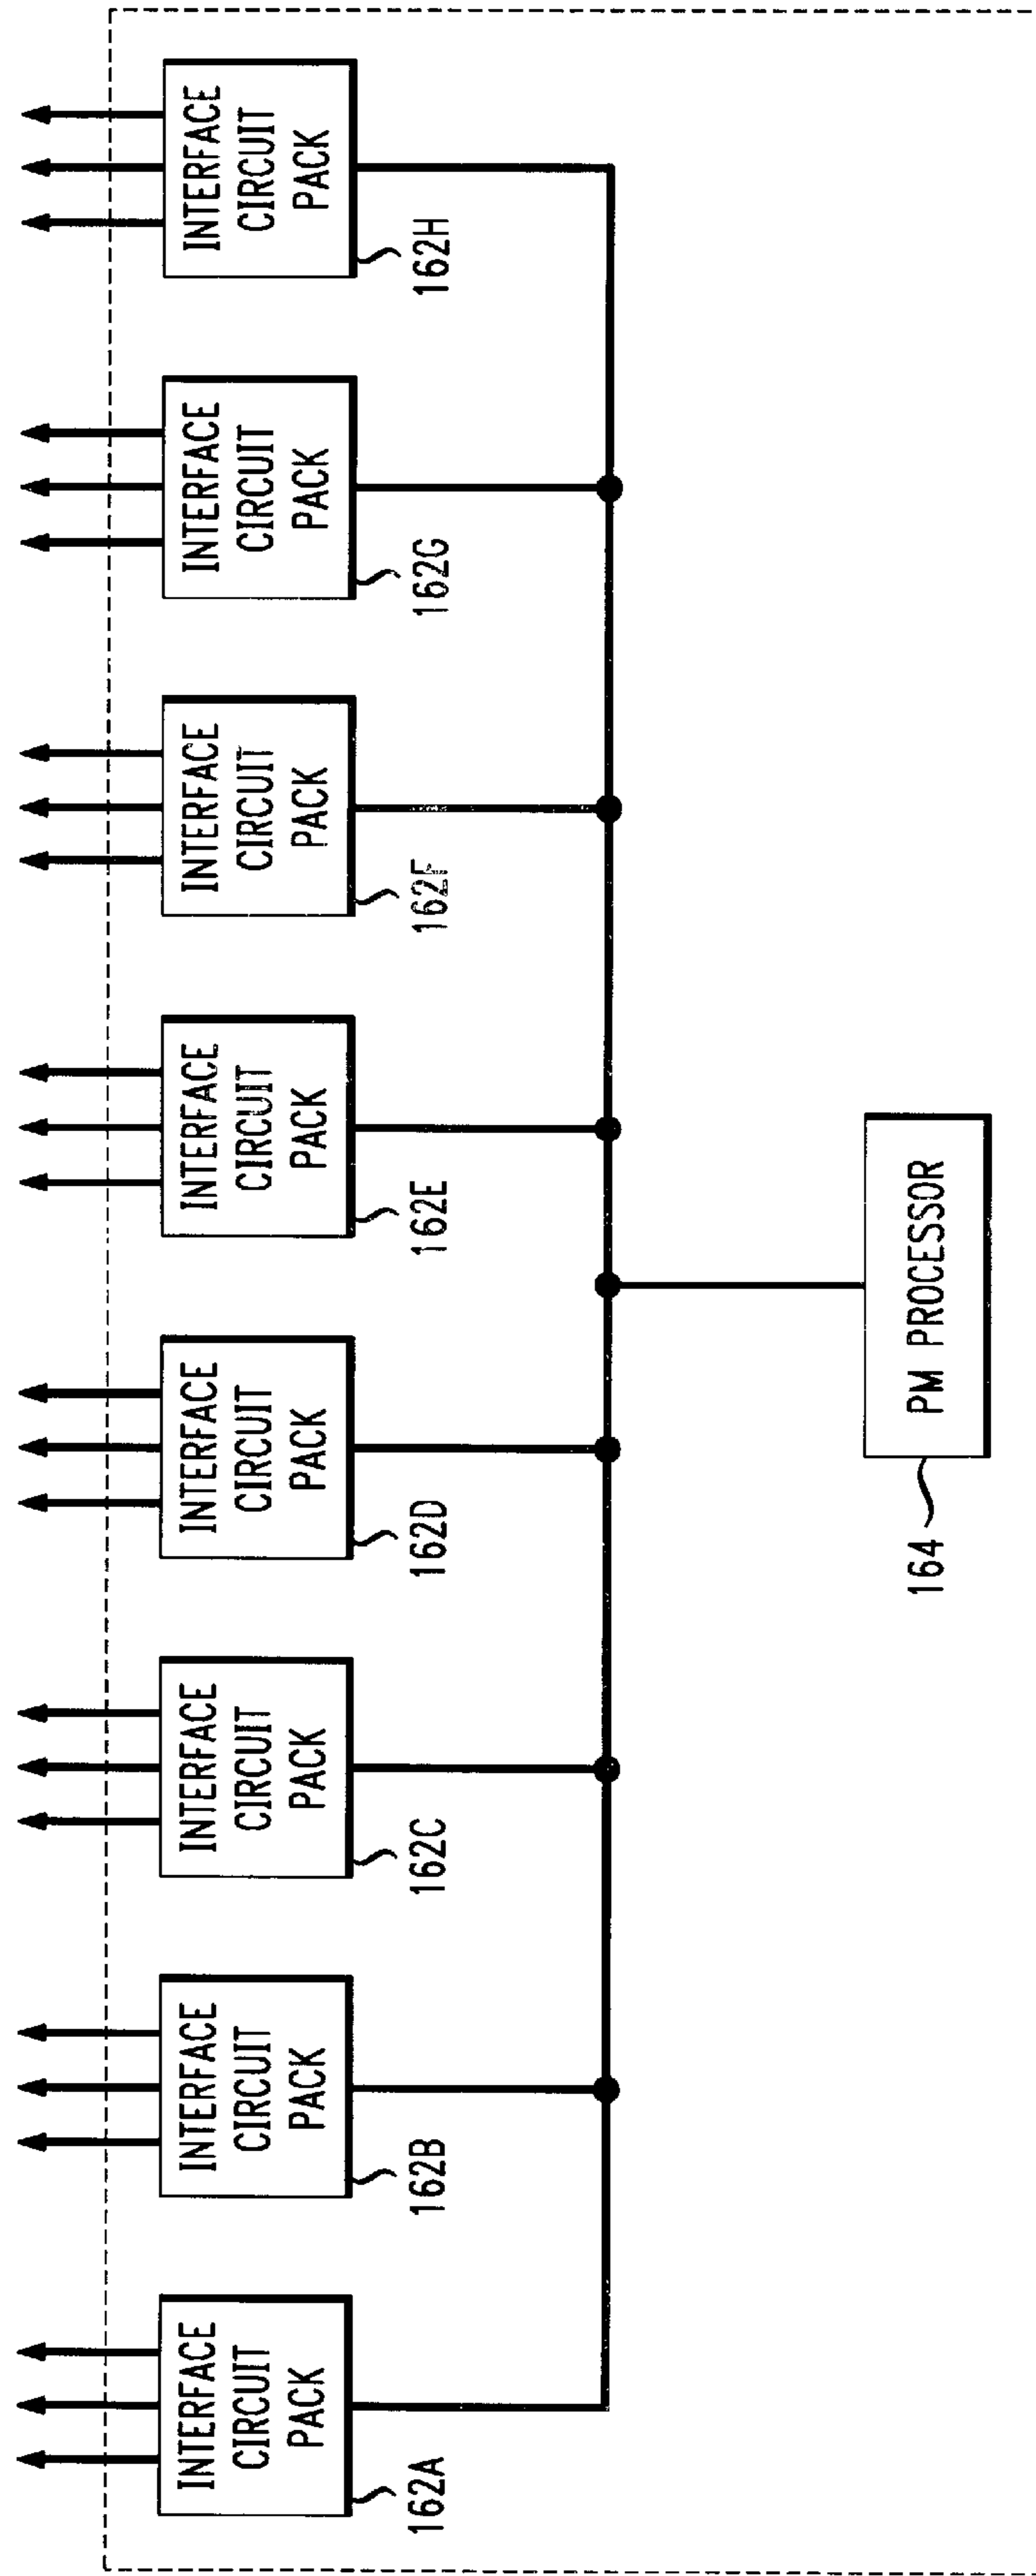 INTERFACE
CIRCUIT
PACK
162A
INTERFACE
CIRCUIT
PACK
162B
INTERFACE
CIRCUIT
PACK
162C
INTERFACE
CIRCUIT
PACK
162D
INTERFACE
CIRCUIT
PACK
162E
INTERFACE
CIRCUIT
PACK
162F
INTERFACE
CIRCUIT
PACK
162G
INTERFACE
CIRCUIT
PACK
162H
164
PM PROCESSOR